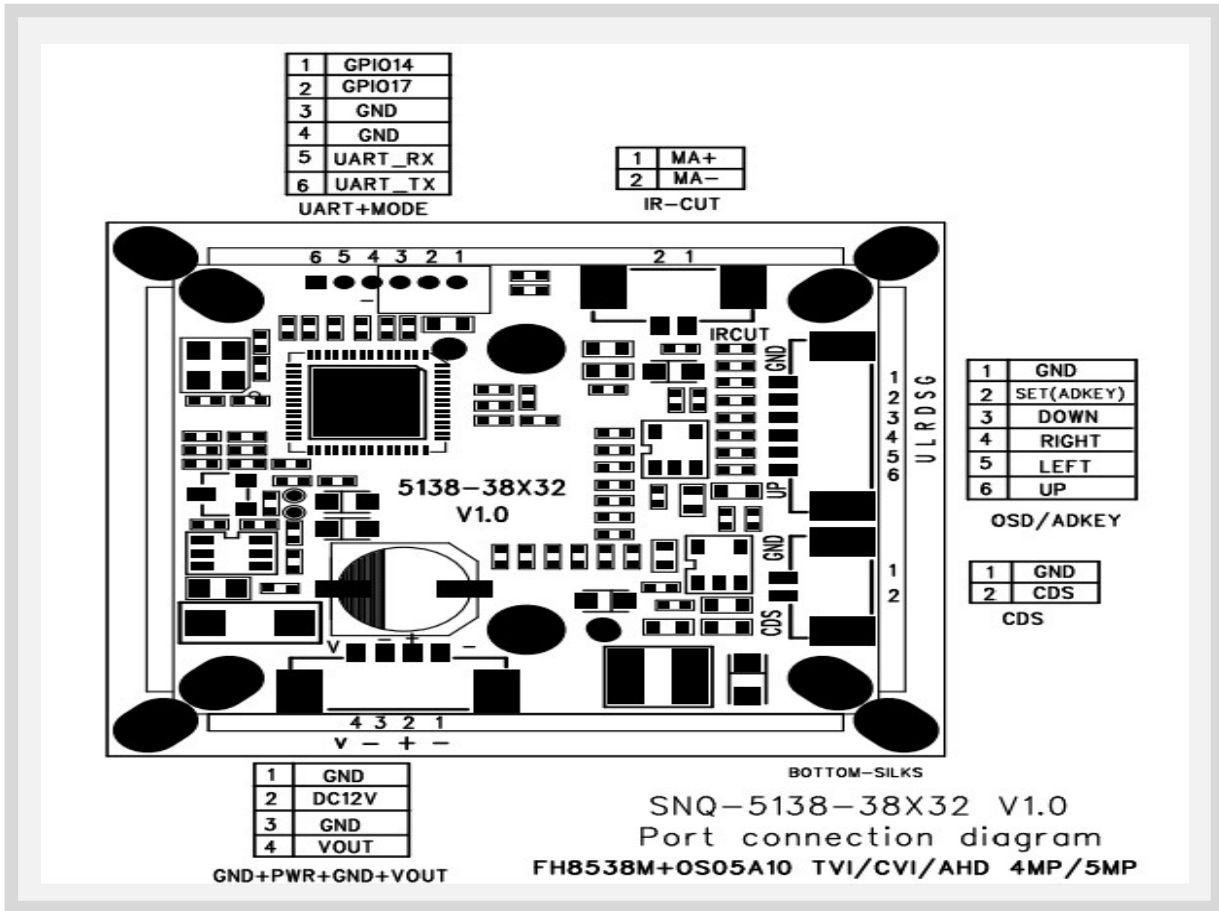 1 GPIO14
2 GPIO17
3 GND
4 GND
5 UART_RX
6 UART_TX
UART+MODE
1 MA+
2 MA-
IR-CUT
6 5 4 3 2 1
-
2 1
IRCUT
GND
UP
1
2
3
4
5
6
U L R D S G
1 GND
2 SET(ADKEY)
3 DOWN
4 RIGHT
5 LEFT
6 UP
OSD/ADKEY
5138-38X32
V1.0
GND
CDS
1
2
1 GND
2 CDS
CDS
V - + -
4 3 2 1
V - + -
1 GND
2 DC12V
3 GND
4 VOUT
GND+PWR+GND+VOUT
BOTTOM-SILKS
SNQ-5138-38X32 V1.0
Port connection diagram
FH8538M+OS05A10 TVI/CVI/AHD 4MP/5MP